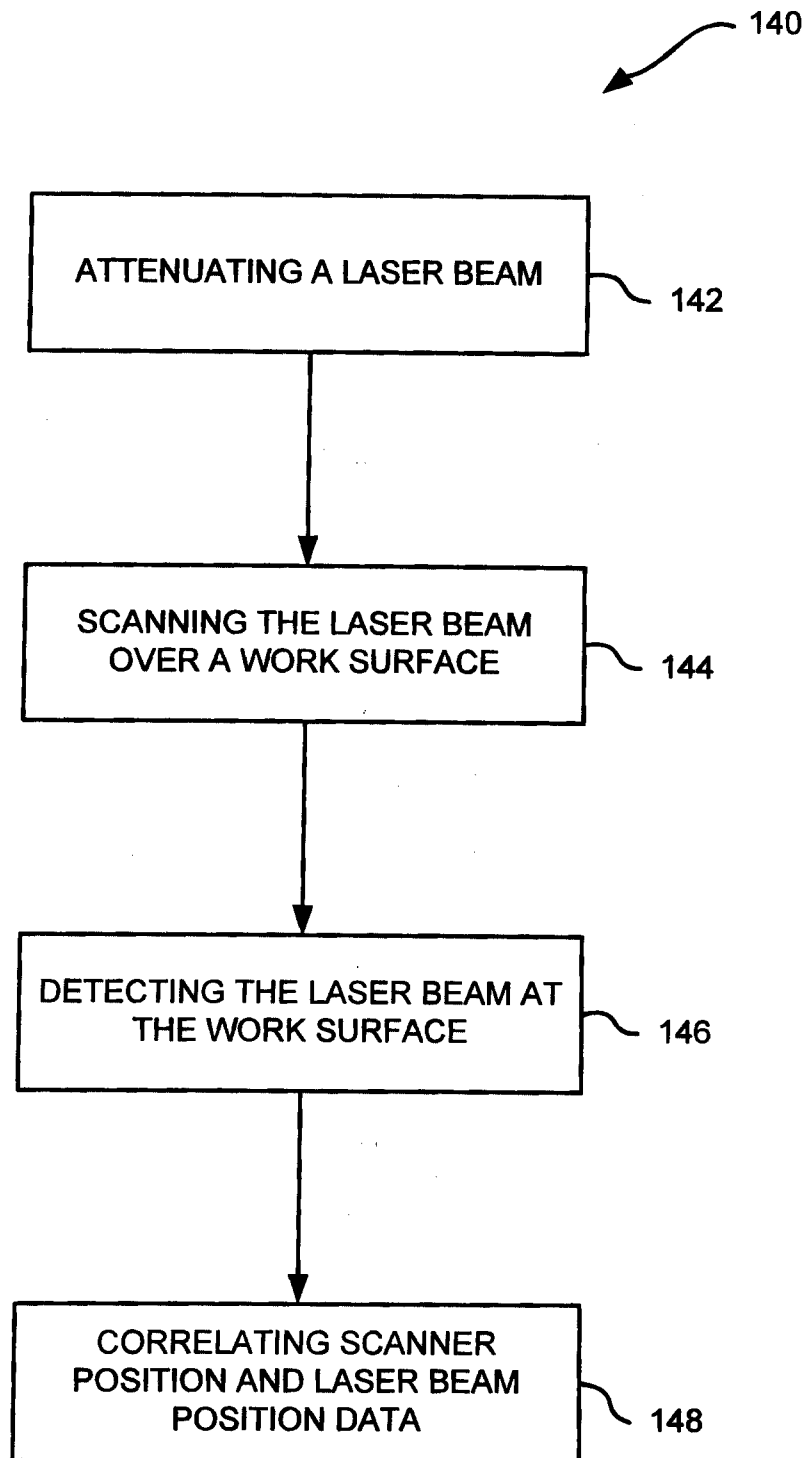 140
ATTENUATING A LASER BEAM
142
SCANNING THE LASER BEAM
OVER A WORK SURFACE
144
DETECTING THE LASER BEAM AT
THE WORK SURFACE
146
CORRELATING SCANNER
POSITION AND LASER BEAM
POSITION DATA
148